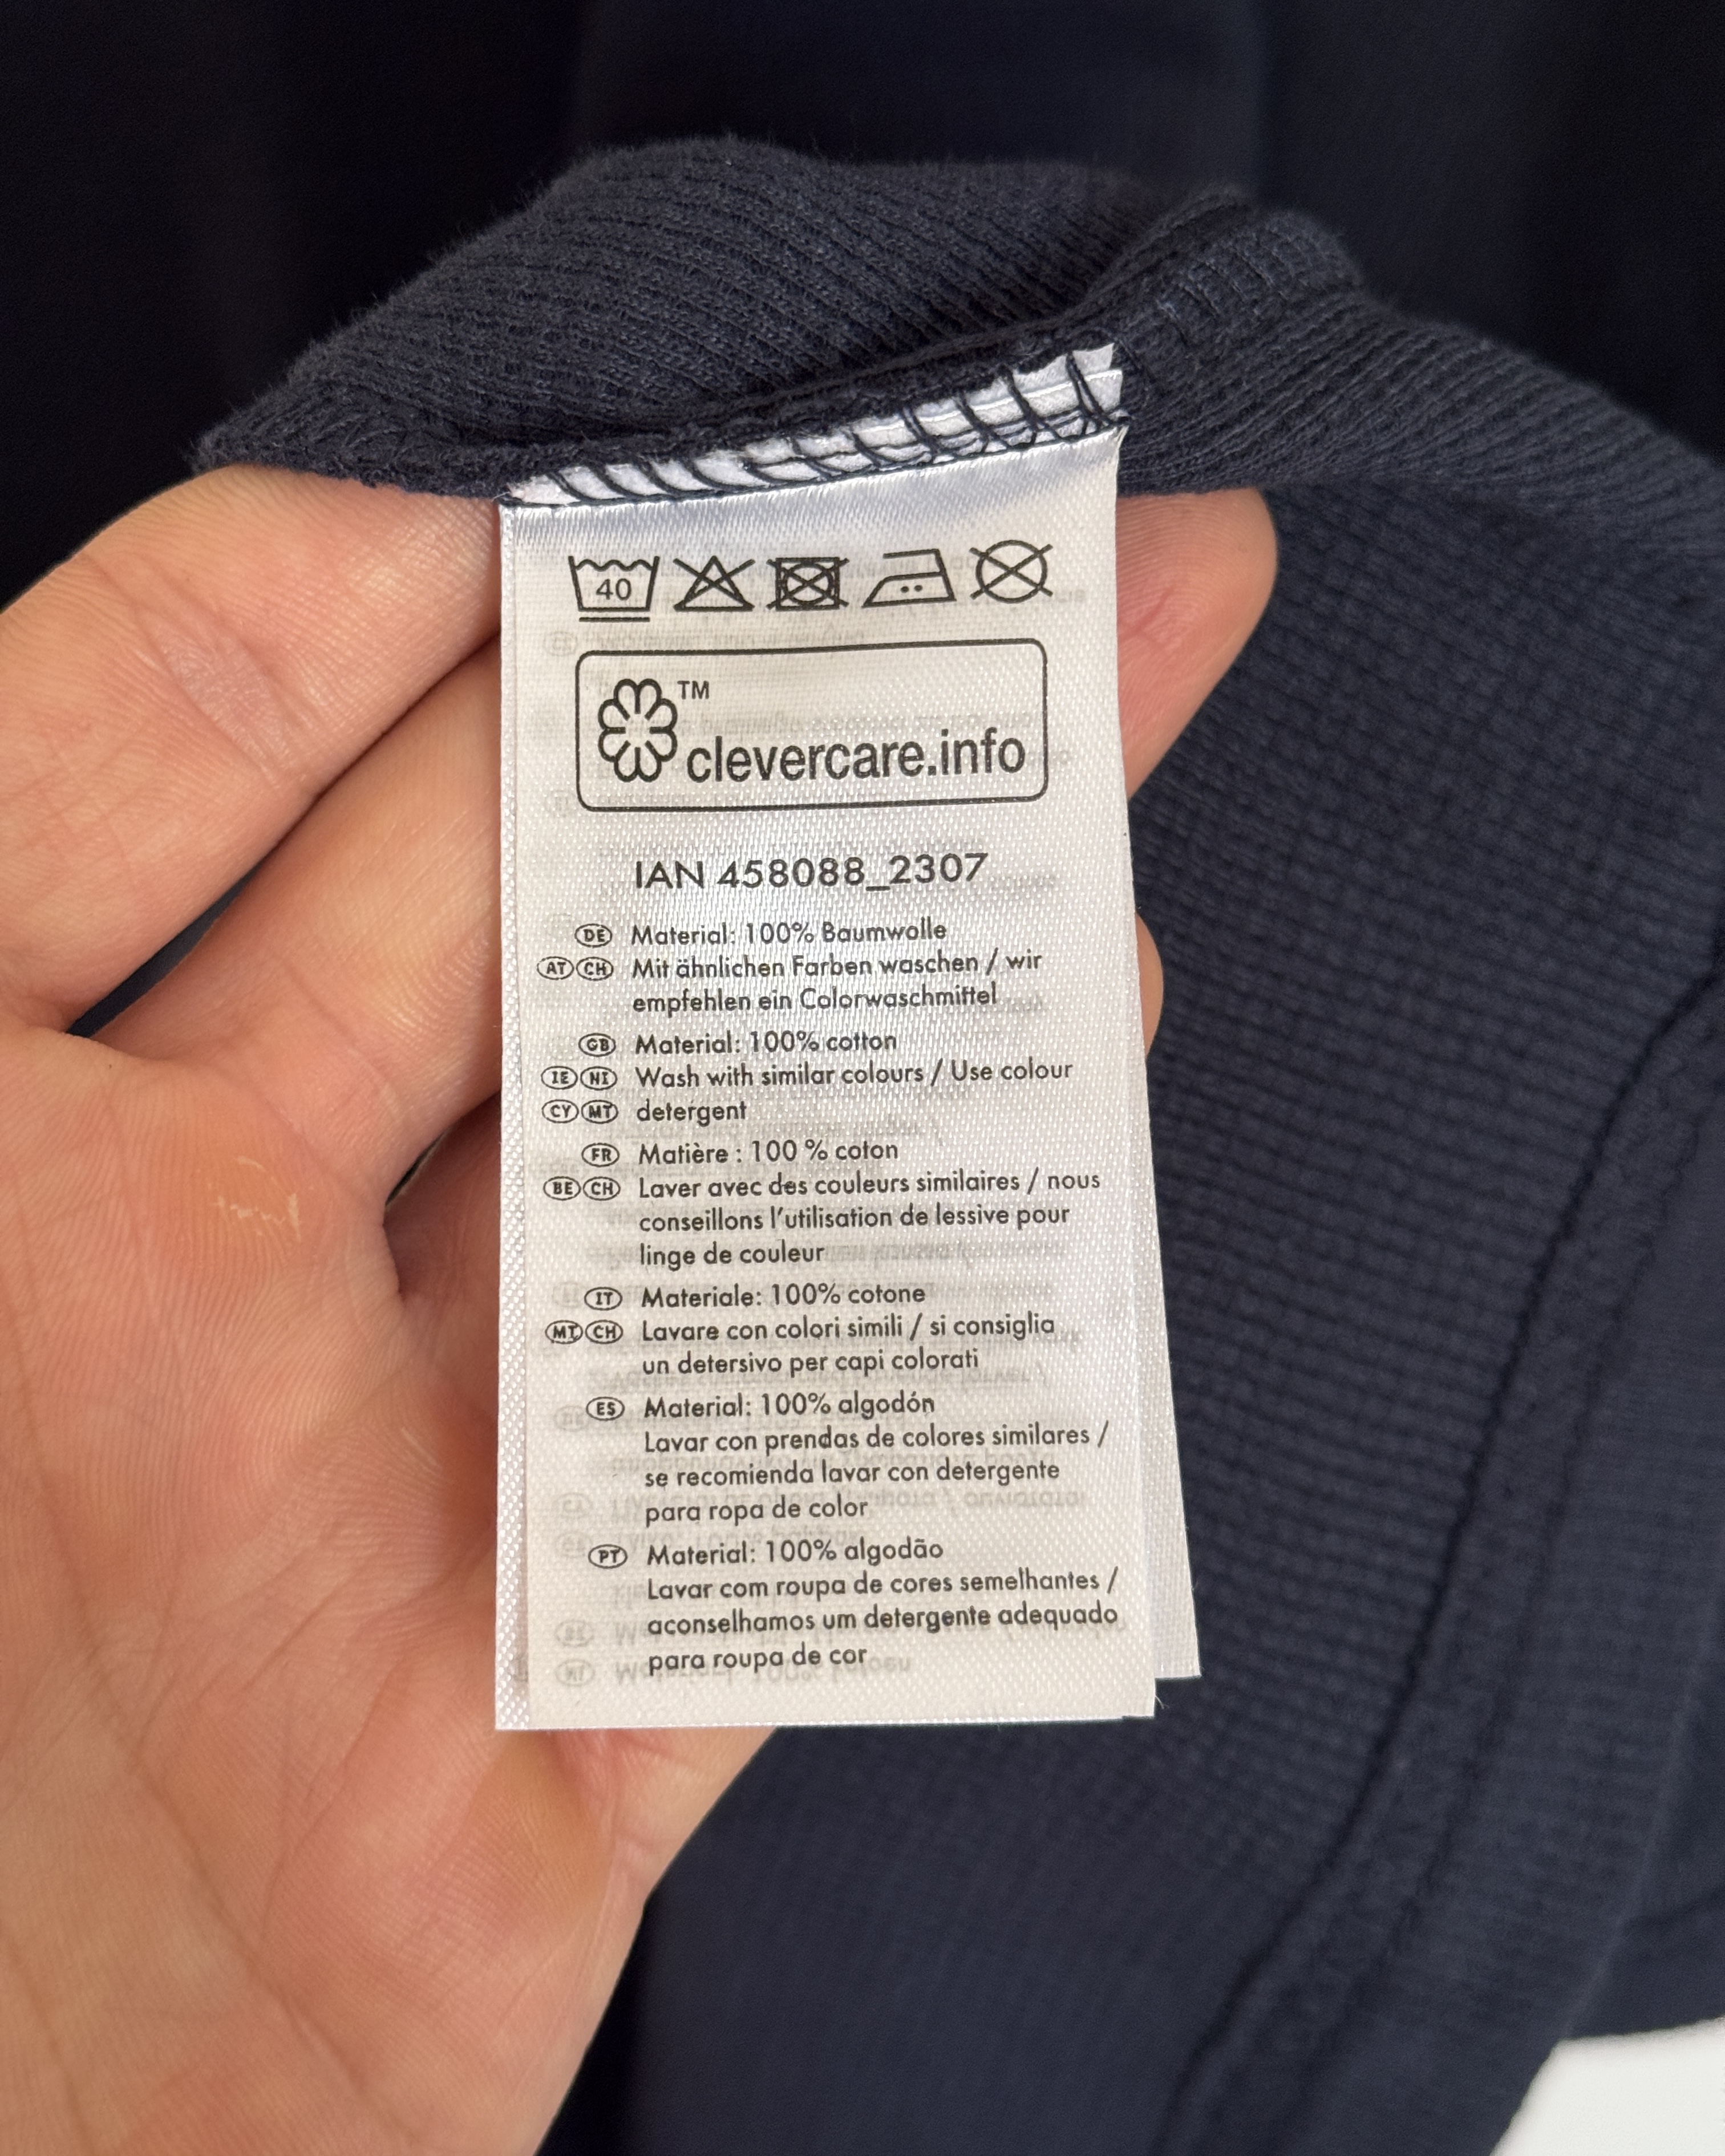 40
TM
clevercare.info
IAN 458088_2307
DE Material: 100% Baumwolle
AT CH Mit ähnlichen Farben waschen / wir
empfehlen ein Colorwaschmittel
GB Material: 100% cotton
IE NI Wash with similar colours / Use colour
CY MT detergent
FR Matière : 100 % coton
BE CH Laver avec des couleurs similaires / nous
conseillons l'utilisation de lessive pour
linge de couleur
IT Materiale: 100% cotone
MT CH Lavare con colori simili / si consiglia
un detersivo per capi colorati
ES Material: 100% algodón
Lavar con prendas de colores similares /
se recomienda lavar con detergente
para ropa de color
PT Material: 100% algodão
Lavar com roupa de cores semelhantes /
aconselhamos um detergente adequado
para roupa de cor